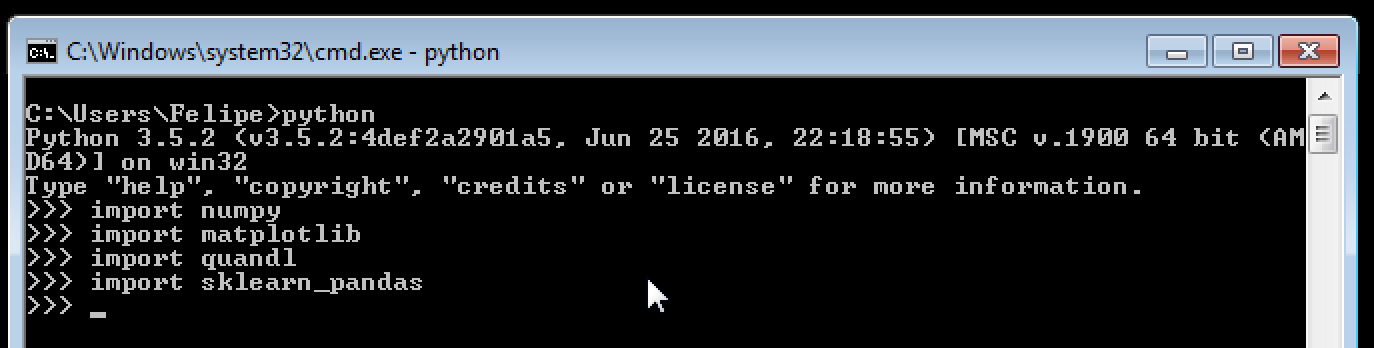 C:\Windows\system32\cmd.exe - python
C:\Users\Felipe>python
Python 3.5.2 (v3.5.2:4def2a2901a5, Jun 25 2016, 22:18:55) [MSC v.1900 64 bit (AM
D64)] on win32
Type "help", "copyright", "credits" or "license" for more information.
>>> import numpy
>>> import matplotlib
>>> import quandl
>>> import sklearn_pandas
>>> _